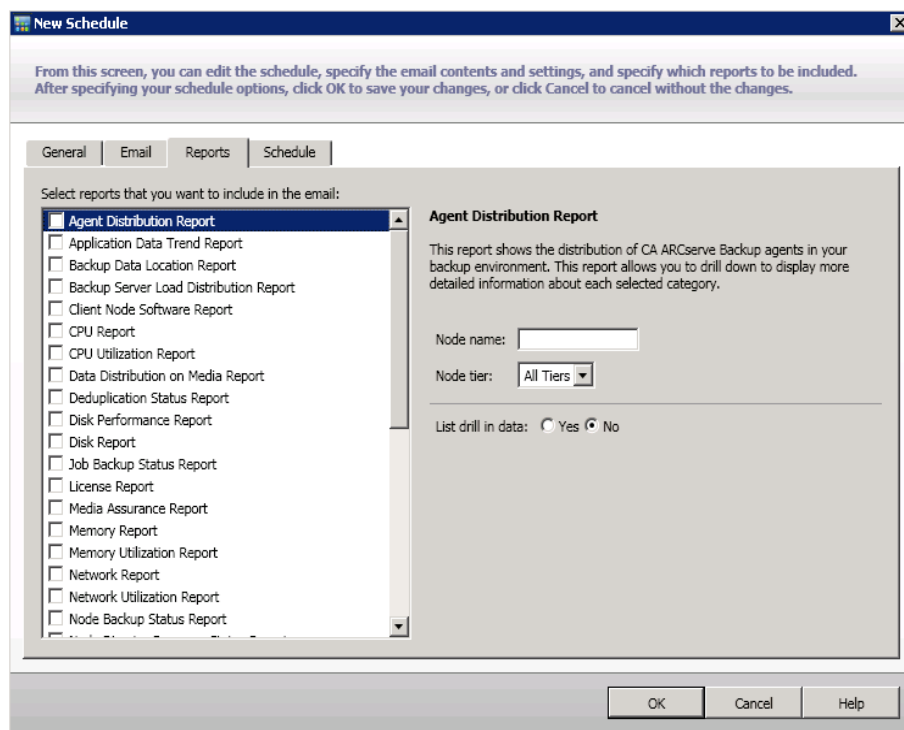 New Schedule
From this screen, you can edit the schedule, specify the email contents and settings, and specify which reports to be included.
After specifying your schedule options, click OK to save your changes, or click Cancel to cancel without the changes.
General
Email
Reports
Schedule
Select reports that you want to include in the email:
Agent Distribution Report
Application Data Trend Report
Backup Data Location Report
Backup Server Load Distribution Report
Client Node Software Report
CPU Report
CPU Utilization Report
Data Distribution on Media Report
Deduplication Status Report
Disk Performance Report
Disk Report
Job Backup Status Report
License Report
Media Assurance Report
Memory Report
Memory Utilization Report
Network Report
Network Utilization Report
Node Backup Status Report
Agent Distribution Report
This report shows the distribution of CA ARCserve Backup agents in your
backup environment. This report allows you to drill down to display more
detailed information about each selected category.
Node name:
Node tier: All Tiers
List drill in data: Yes No
OK
Cancel
Help